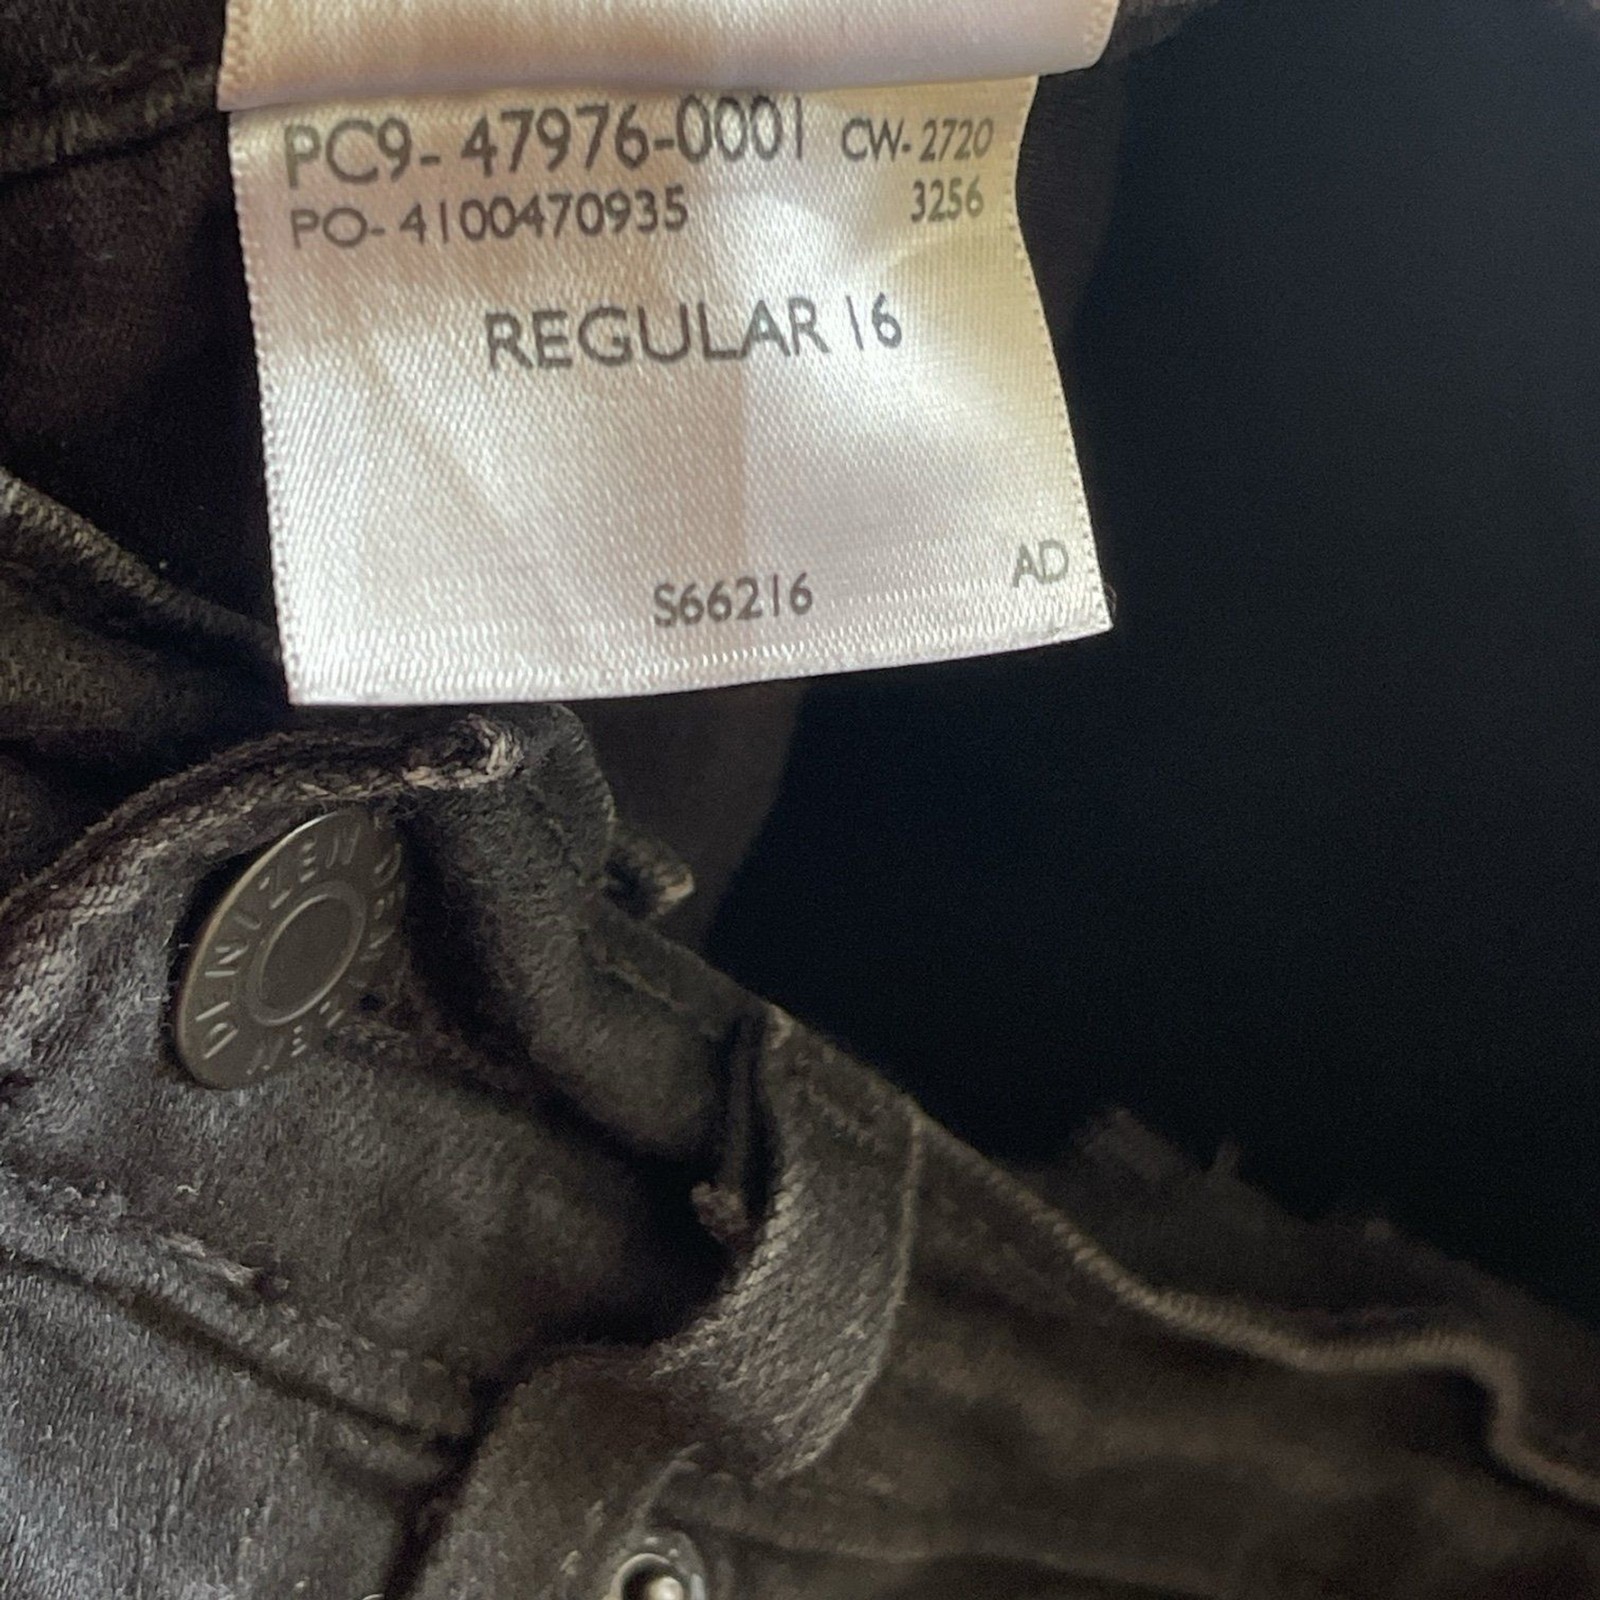 PC9-47976-0001 CW-2720
PO-4100470935 3256
REGULAR 16
S66216 AD
DENIZEN